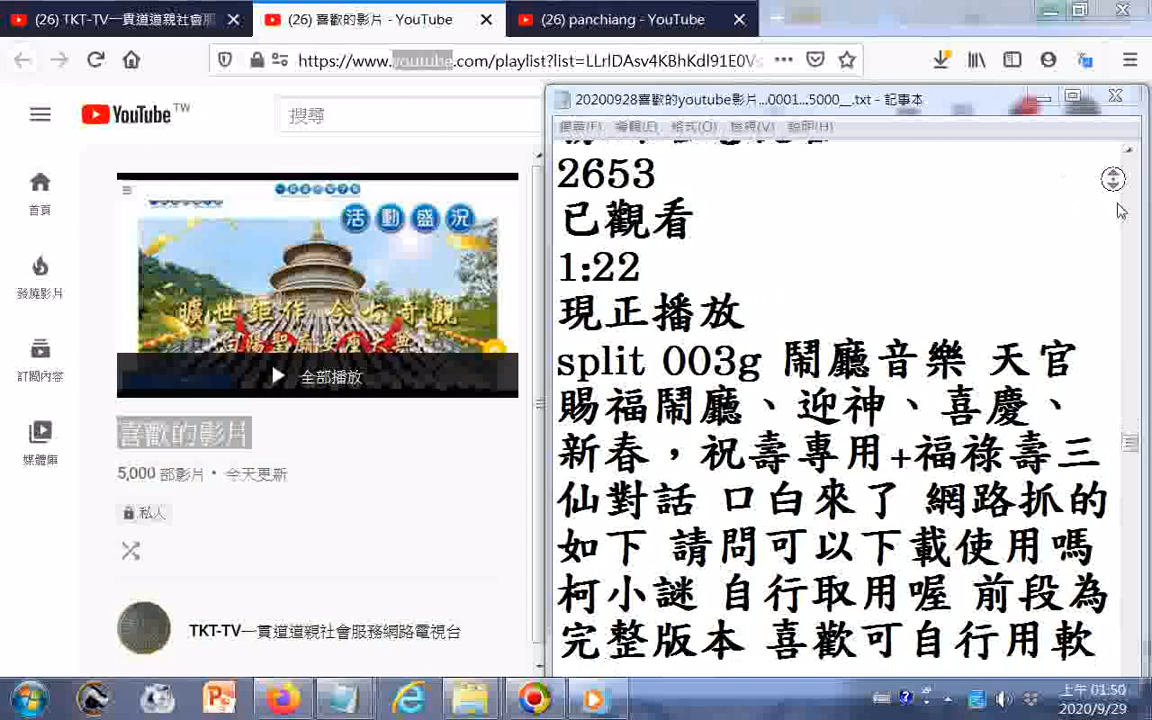 (26) TKT-TV一貫道道親社會服
(26) 喜歡的影片 - YouTube
(26) panchiang - YouTube
https://www.youtube.com/playlist?list=LLrlDAsv4KBhKdl91E0Vs
YouTube TW
搜尋
首頁
發燒影片
訂閱內容
媒體庫
活動盛況
曠世鉅作 今古奇觀
全部播放
喜歡的影片
5,000 部影片 • 今天更新
私人
TKT-TV一貫道道親社會服務網路電視台
20200928喜歡的youtube影片...0001...5000__.txt - 記事本
檔案(F) 編輯(E) 格式(O) 檢視(V) 說明(H)
2653
已觀看
1:22
現正播放
split 003g 鬧廳音樂 天官
賜福鬧廳、迎神、喜慶、
新春，祝壽專用+福祿壽三
仙對話 口白來了 網路抓的
如下 請問可以下載使用嗎
柯小謎 自行取用喔 前段為
完整版本 喜歡可自行用軟
上午 01:50
2020/9/29